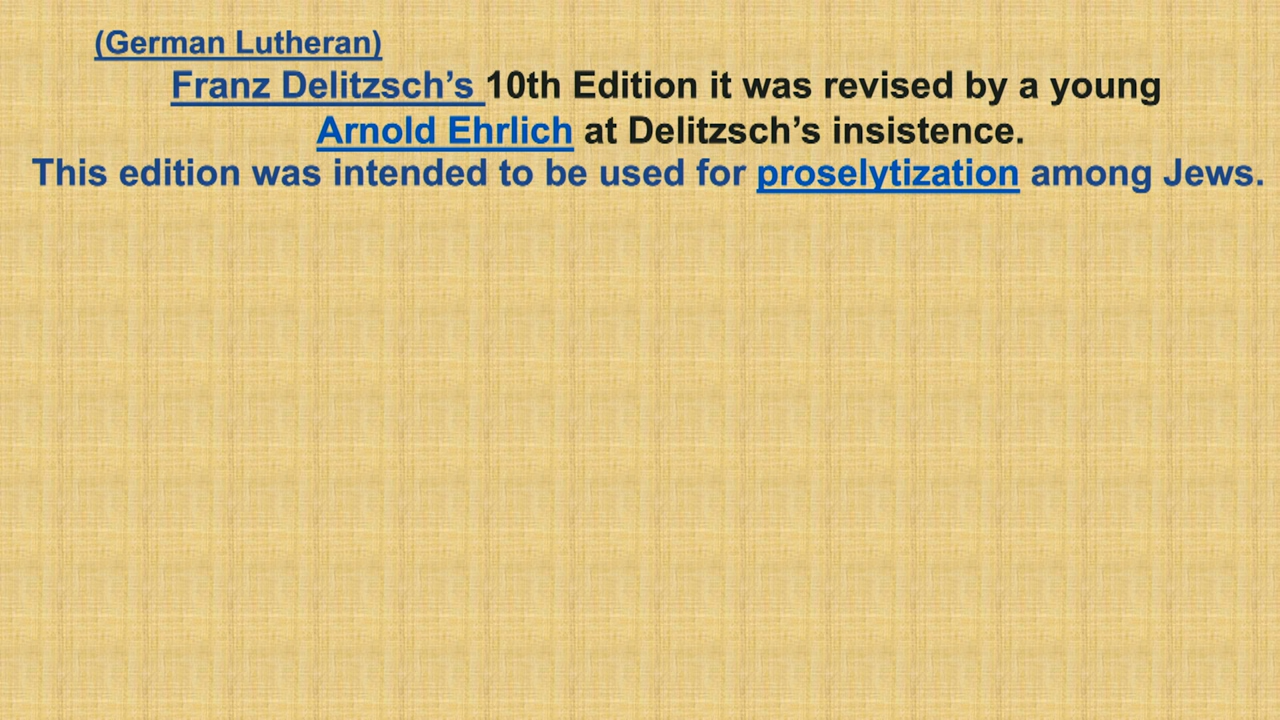 (German Lutheran)
Franz Delitzsch’s 10th Edition it was revised by a young
Arnold Ehrlich at Delitzsch’s insistence.
This edition was intended to be used for proselytization among Jews.